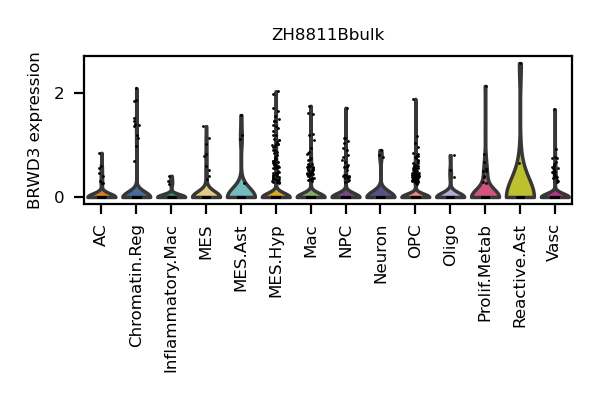 ZH8811Bbulk
BRWD3 expression
2
0
AC
Chromatin.Reg
Inflammatory.Mac
MES
MES.Ast
MES.Hyp
Mac
NPC
Neuron
OPC
Oligo
Prolif.Metab
Reactive.Ast
Vasc